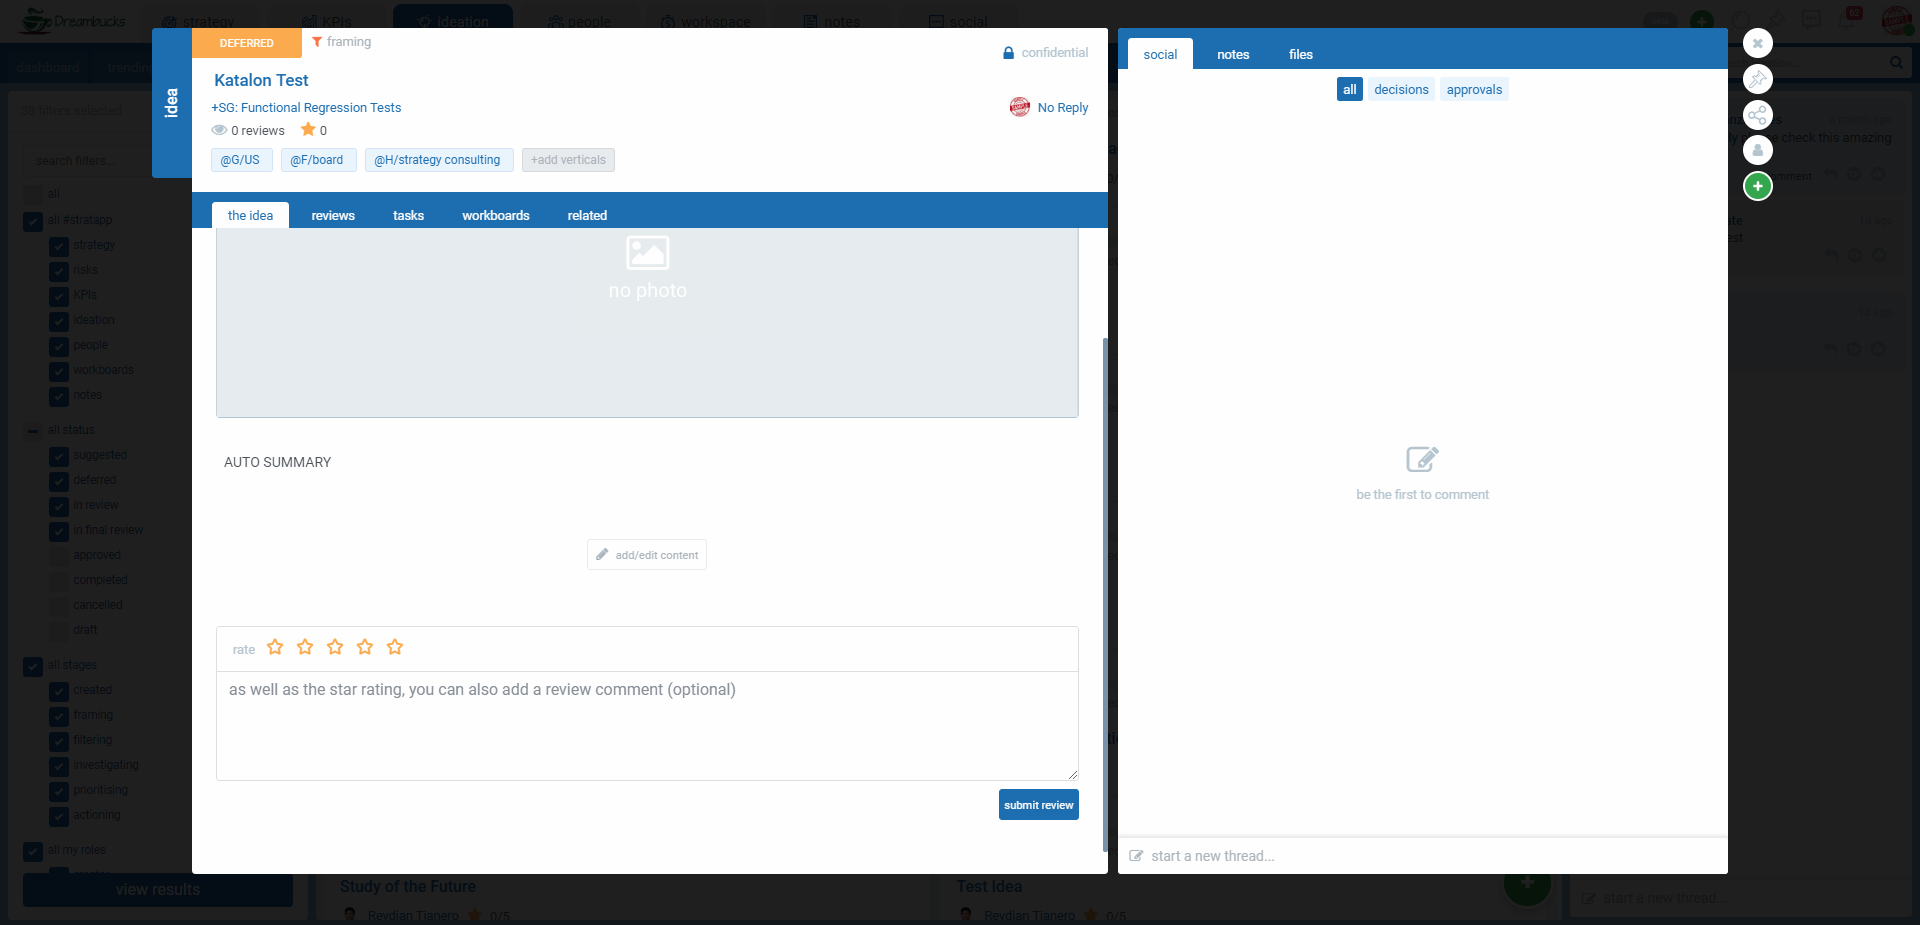 Dreambucks
strategy
KPIs
ideation
people
workspace
notes
social
62
dashboard
trending
38 filters selected
search filters...
all
all #stratapp
strategy
risks
KPIs
ideation
people
workboards
notes
all status
suggested
deferred
in review
in final review
approved
completed
cancelled
draft
all stages
created
framing
filtering
investigating
prioritising
actioning
all my roles
view results
idea
DEFERRED
framing
confidential
Katalon Test
+SG: Functional Regression Tests
No Reply
0 reviews
0
@G/US
@F/board
@H/strategy consulting
+add verticals
the idea
reviews
tasks
workboards
related
no photo
AUTO SUMMARY
add/edit content
rate
as well as the star rating, you can also add a review comment (optional)
submit review
social
notes
files
all
decisions
approvals
be the first to comment
start a new thread...
check this amazing
1d ago
Study of the Future
Revdian Tianero
0/5
Test Idea
Revdian Tianero
0/5
start a new thread...